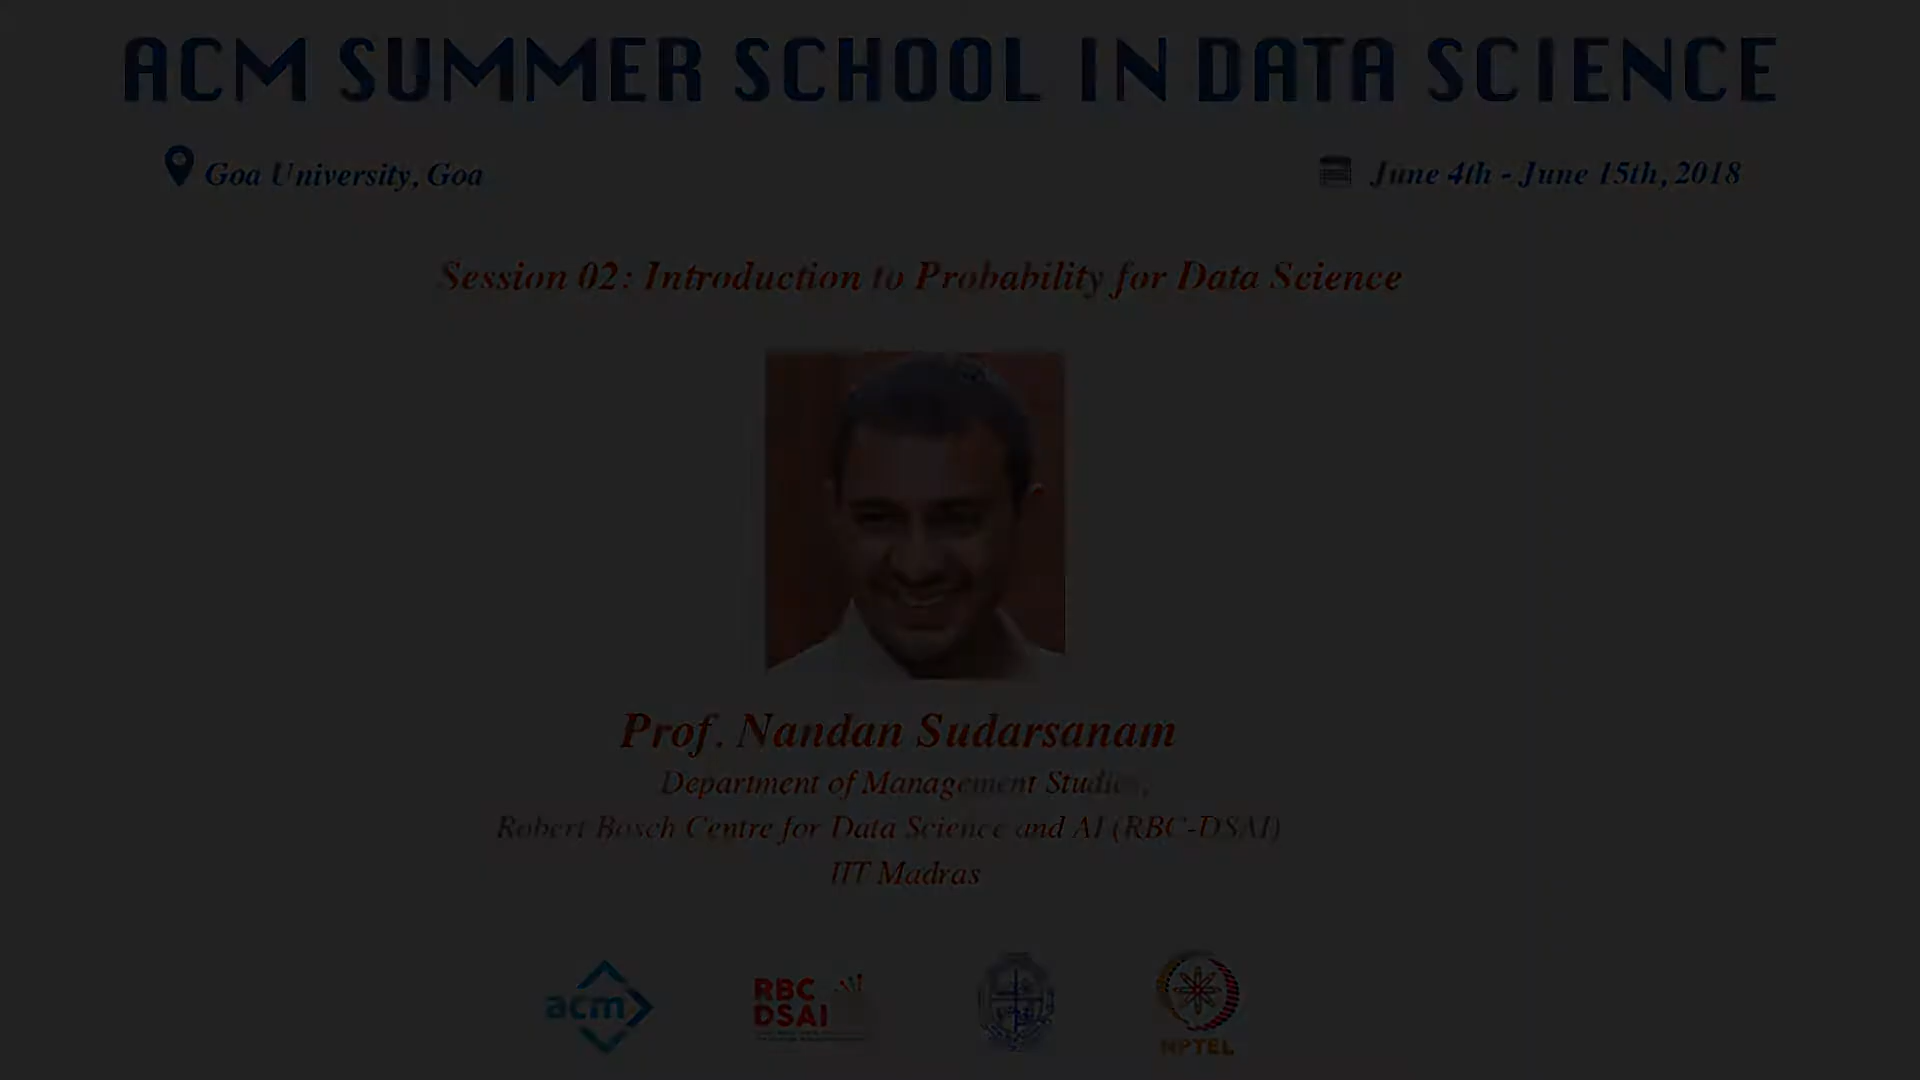 ACM SUMMER SCHOOL IN DATA SCIENCE
Goa University, Goa
June 4th - June 15th, 2018
Session 02: Introduction to Probability for Data Science
Prof. Nandan Sudarsanam
Department of Management Studies,
Robert Bosch Centre for Data Science and AI (RBC-DSAI)
IIT Madras
acm
RBC
DSAI
NPTEL